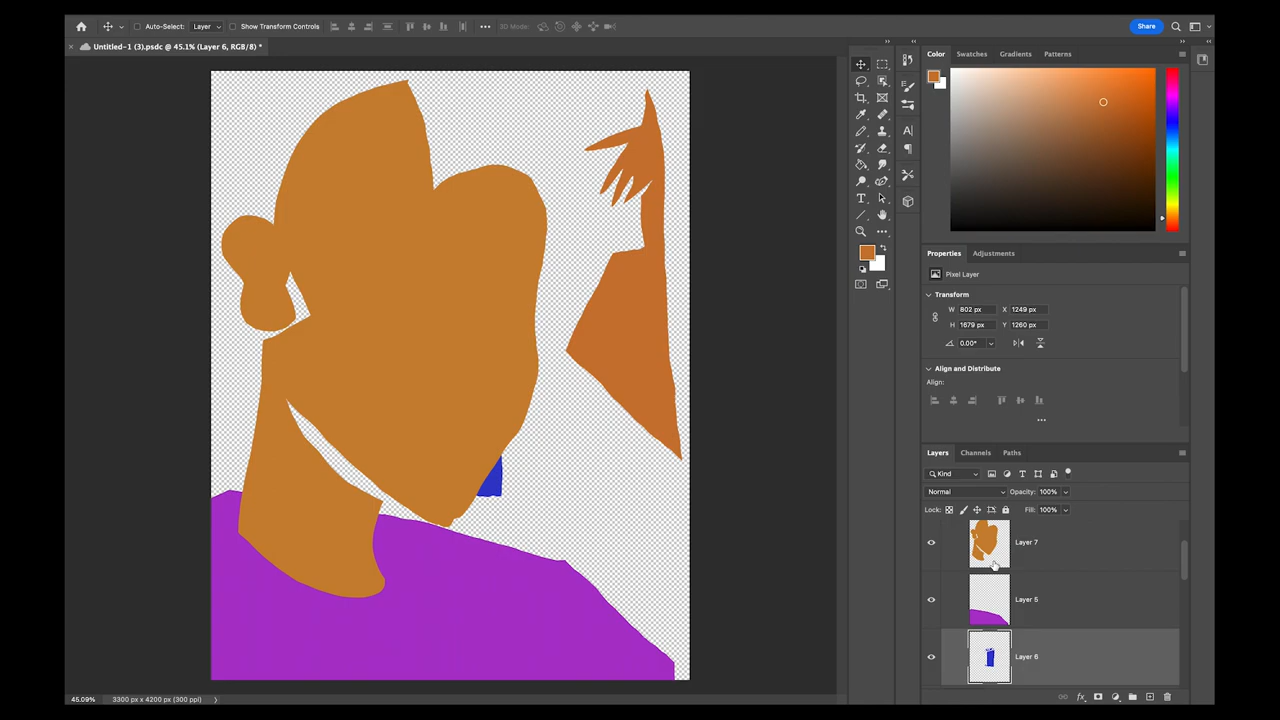 Auto-Select: Layer Show Transform Controls ••• 3D Mode: Share
× Untitled-1 (3).psdc @ 45.1% (Layer 6, RGB/8) *
Color Swatches Gradients Patterns
Properties Adjustments
Pixel Layer
Transform
W 802 px X 1249 px
H 1679 px Y 1260 px
0.00°
Align and Distribute
Align:
•••
Layers Channels Paths
Kind
Normal Opacity: 100%
Lock: Fill: 100%
Layer 7
Layer 5
Layer 6
fx
45.09% 3300 px x 4200 px (300 ppi)